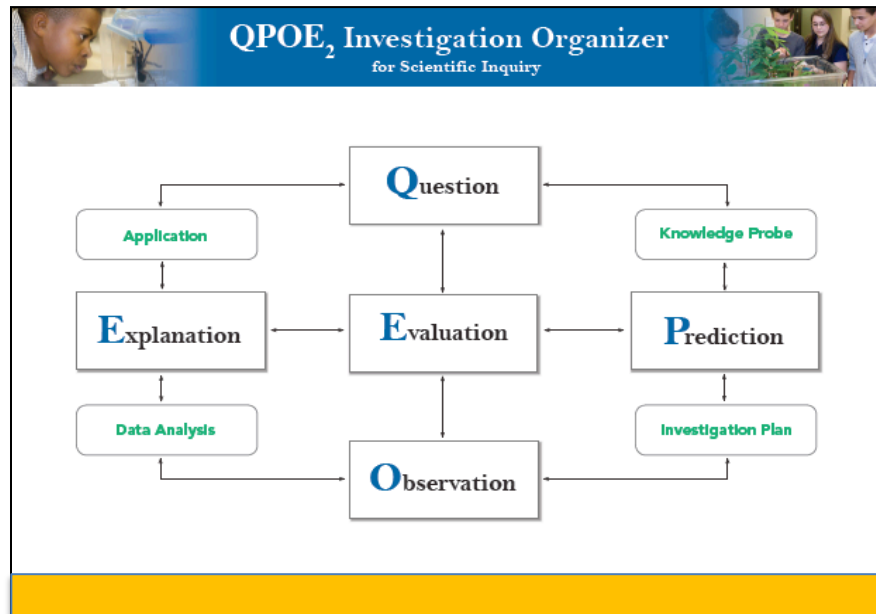 QPOE₂ Investigation Organizer
for Scientific Inquiry
Question
Application
Knowledge Probe
Explanation
Evaluation
Prediction
Data Analysis
Investigation Plan
Observation